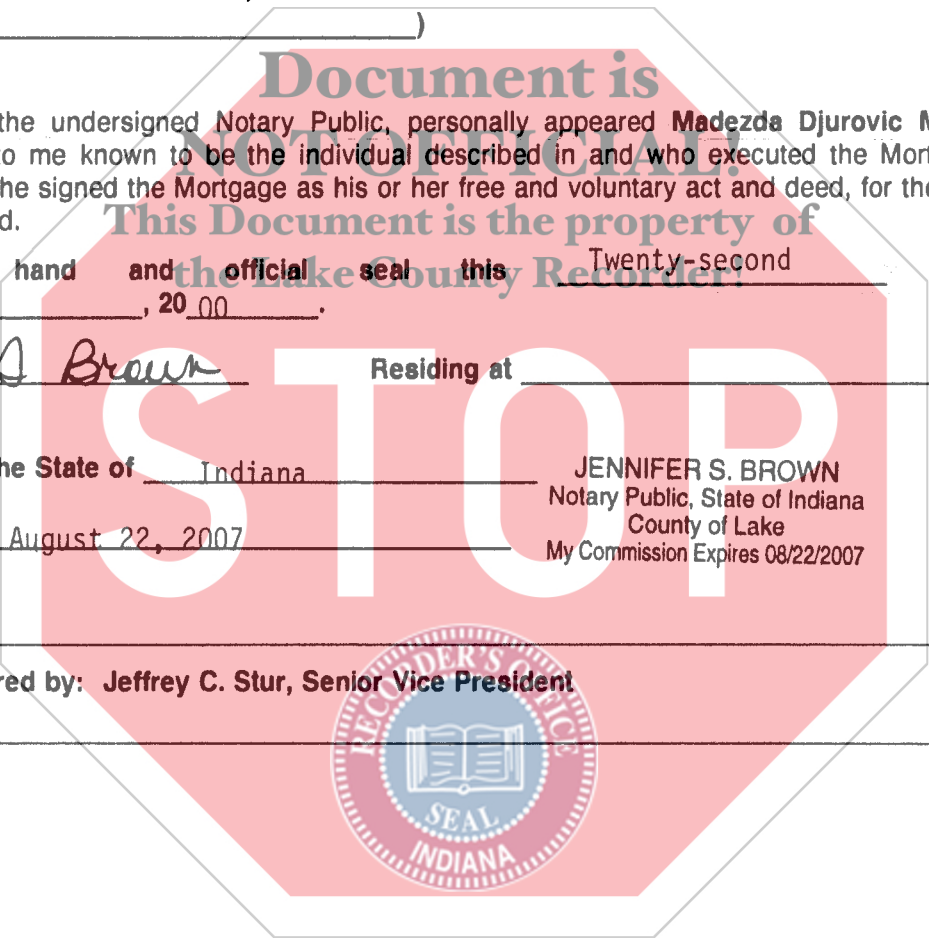 )
Document is
the undersigned Notary Public, personally appeared Madezda Djurovic M
NOT OFFICIAL!
to me known to be the individual described in and who executed the Mor
he signed the Mortgage as his or her free and voluntary act and deed, for the
d.
This Document is the property of
hand and official seal this Twenty-second
the Lake County Recorder!
, 20 00 .
Brown Residing at
STOP
he State of Indiana
JENNIFER S. BROWN
Notary Public, State of Indiana
County of Lake
August 22, 2007
My Commission Expires 08/22/2007
red by: Jeffrey C. Stur, Senior Vice President
RECORDER'S OFFICE
SEAL
INDIANA